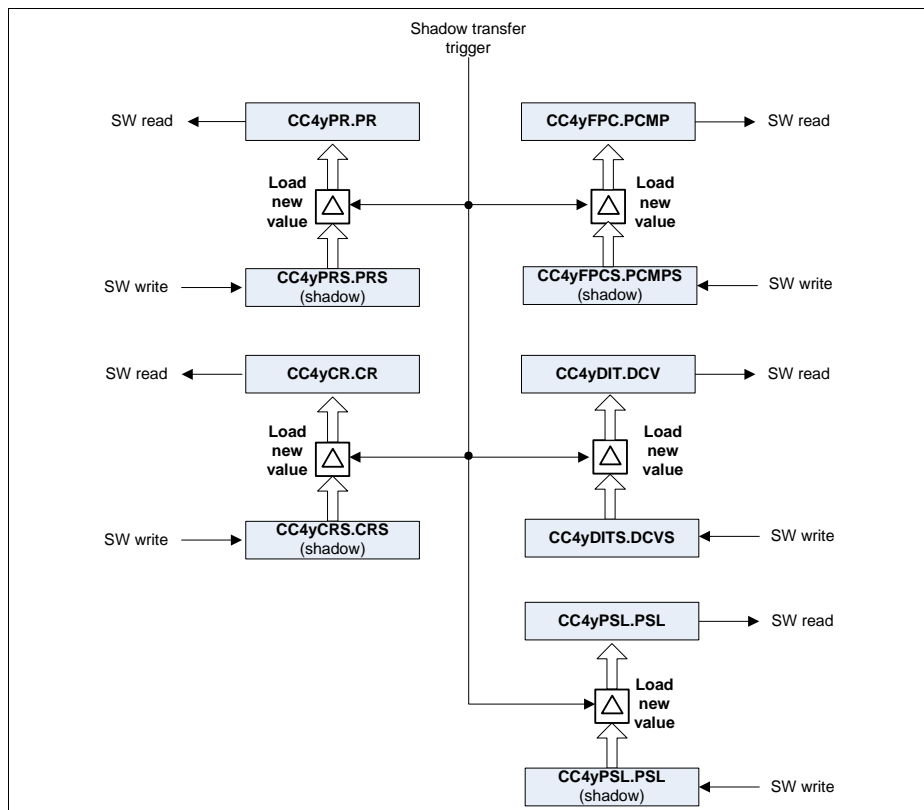 Shadow transfer
trigger
SW read
CC4yPR.PR
CC4yFPC.PCMP
SW read
Load
new
value
Load
new
value
SW write
CC4yPRS.PRS
(shadow)
CC4yFPCS.PCMPS
(shadow)
SW write
SW read
CC4yCR.CR
CC4yDIT.DCV
SW read
Load
new
value
Load
new
value
SW write
CC4yCRS.CRS
(shadow)
CC4yDITS.DCVS
SW write
CC4yPSL.PSL
SW read
Load
new
value
CC4yPSL.PSL
(shadow)
SW write